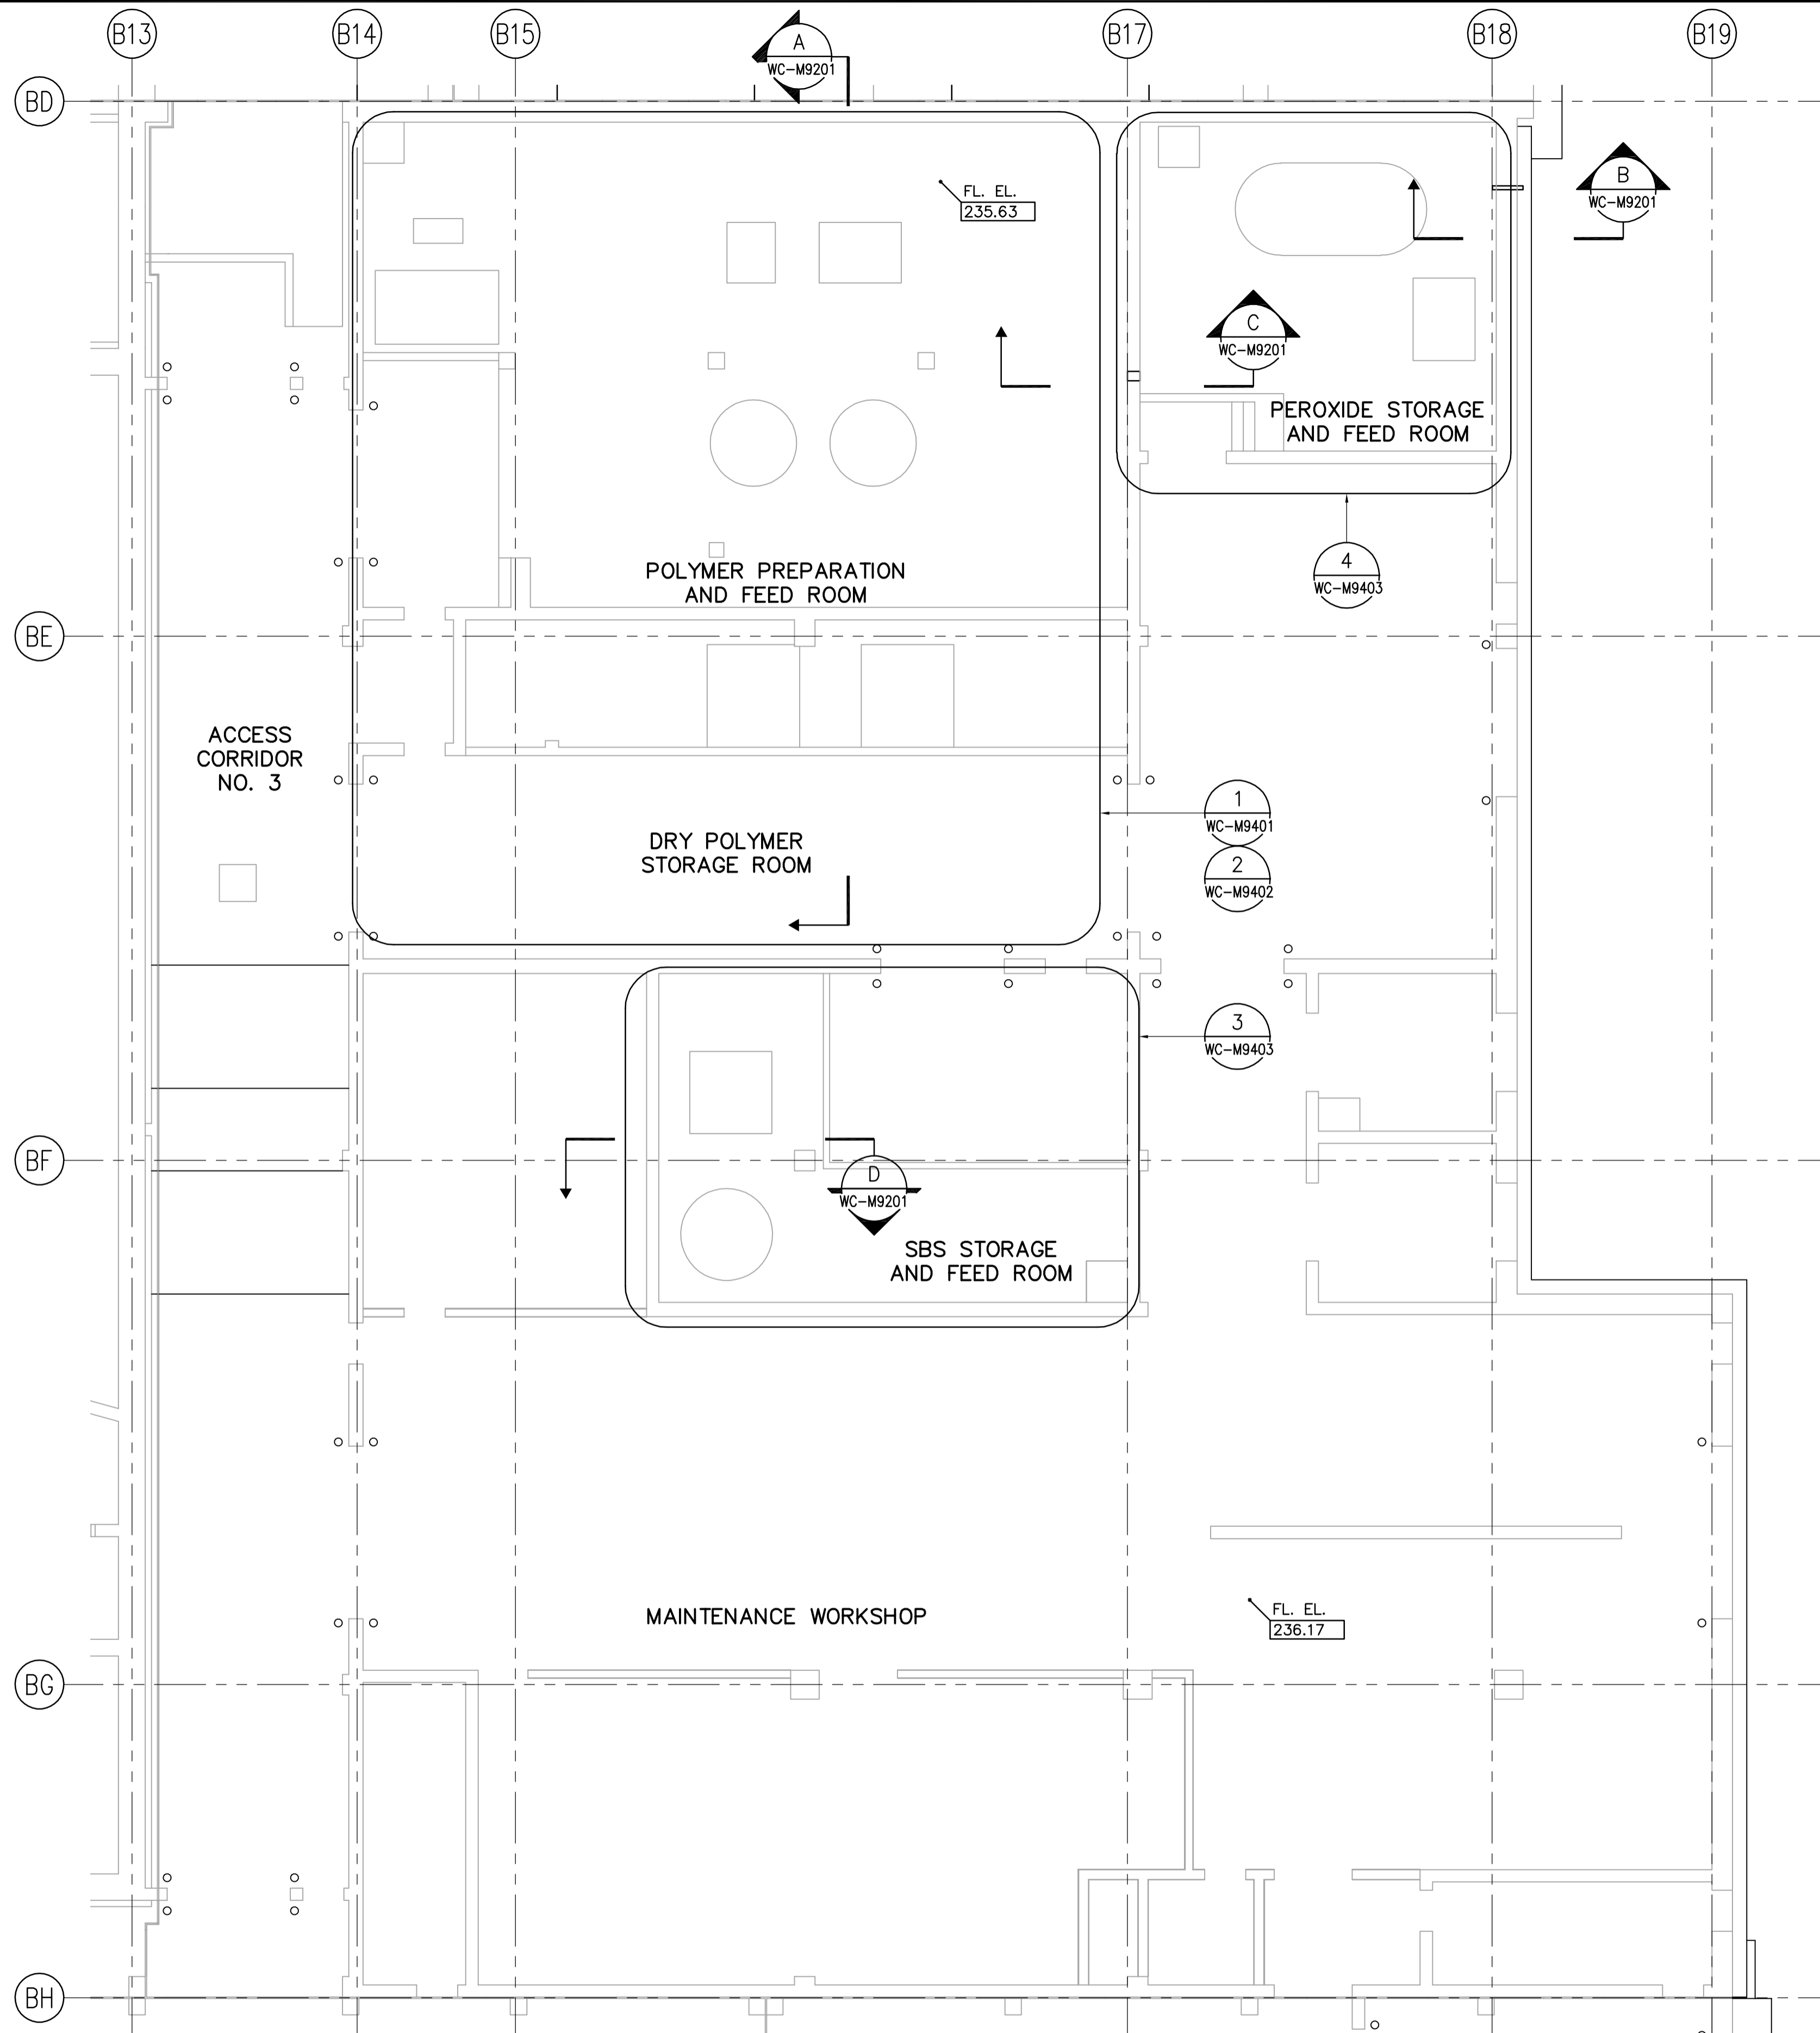 B13
B14
B15
B17
B18
B19
A
WC-M9201
BD
FL. EL.
235.63
B
WC-M9201
C
WC-M9201
PEROXIDE STORAGE
AND FEED ROOM
POLYMER PREPARATION
AND FEED ROOM
4
WC-M9403
BE
ACCESS
CORRIDOR
NO. 3
DRY POLYMER
STORAGE ROOM
1
WC-M9401
2
WC-M9402
3
WC-M9403
BF
D
WC-M9201
SBS STORAGE
AND FEED ROOM
MAINTENANCE WORKSHOP
FL. EL.
236.17
BG
BH